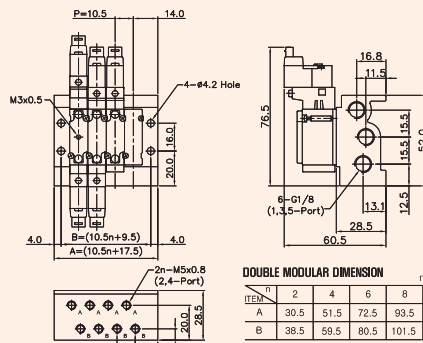 P=10.5
14.0
4-ø4.2 Hole
M3x0.5
16.0
20.0
4.0
B=(10.5n+9.5)
4.0
A=(10.5n+17.5)
16.8
11.5
76.5
15.5
15.5
12.5
6-G1/8
(1,3,5-Port)
13.1
28.5
60.5
2n-M5x0.8
(2,4-Port)
A A A A
B B B B
20.0
28.5
DOUBLE MODULAR DIMENSION
n
ITEM n 2 4 6 8
A 30.5 51.5 72.5 93.5
B 38.5 59.5 80.5 101.5